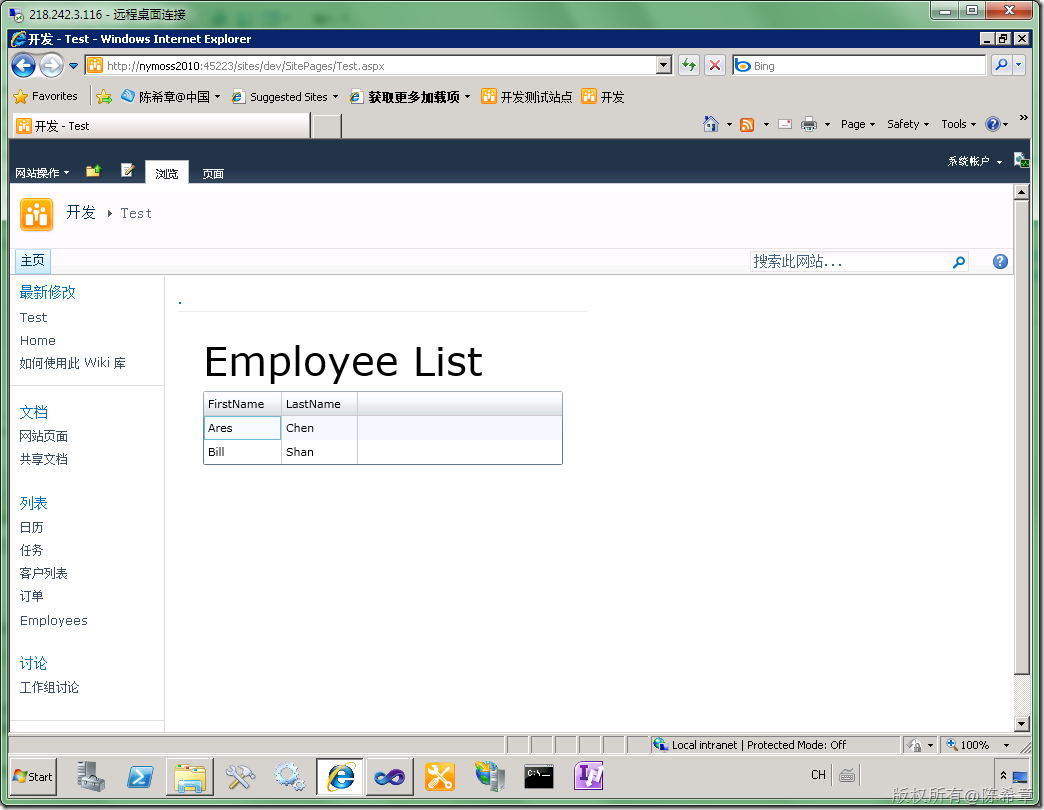 218.242.3.116 - 远程桌面连接
开发 - Test - Windows Internet Explorer
http://nymoss2010:45223/sites/dev/SitePages/Test.aspx
Bing
Favorites 陈希章@中国 Suggested Sites 获取更多加载项 开发测试站点 开发
开发 - Test
Page Safety Tools
系统帐户
网站操作 浏览 页面
开发 Test
主页
搜索此网站...
最新修改
Test
Home
如何使用此 Wiki 库
文档
网站页面
共享文档
列表
日历
任务
客户列表
订单
Employees
讨论
工作组讨论
.
Employee List
FirstName LastName
Ares Chen
Bill Shan
Local intranet | Protected Mode: Off
100%
Start
C:\_
CH
版权所有@陈希章